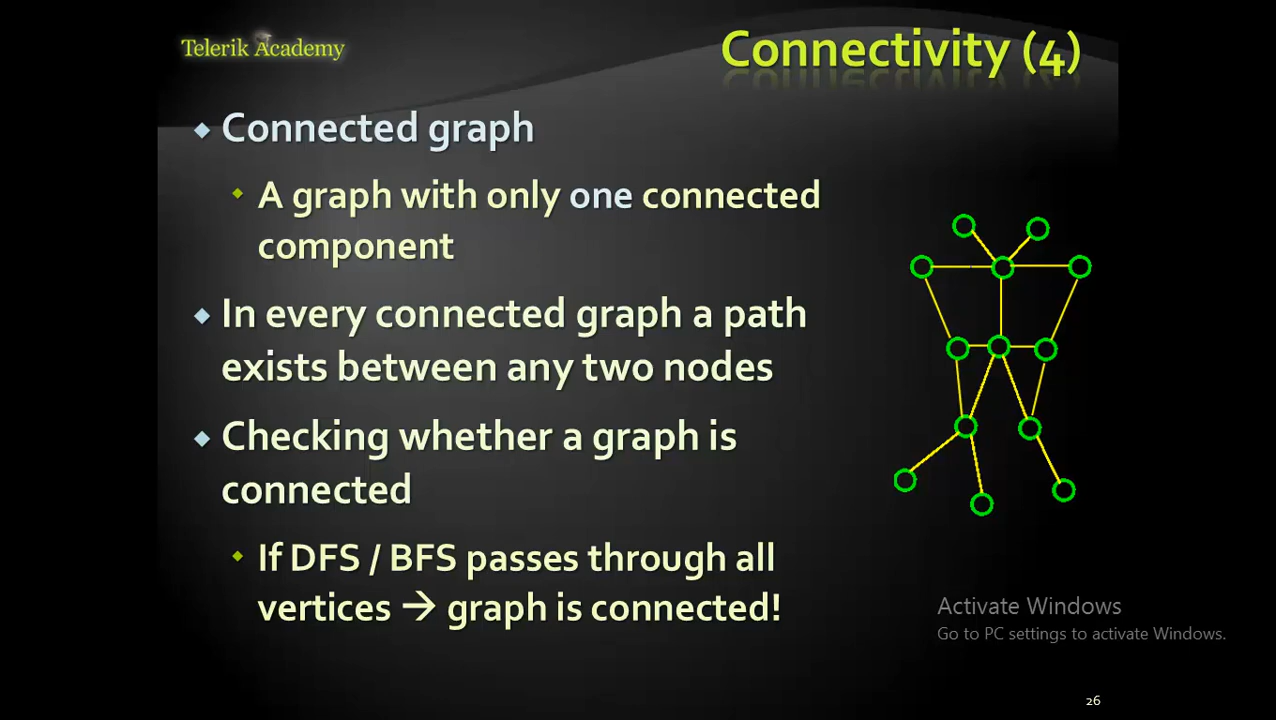 Telerik Academy
Connectivity (4)
Connected graph
A graph with only one connected
component
In every connected graph a path
exists between any two nodes
Checking whether a graph is
connected
If DFS / BFS passes through all
vertices → graph is connected!
Activate Windows
Go to PC settings to activate Windows.
26